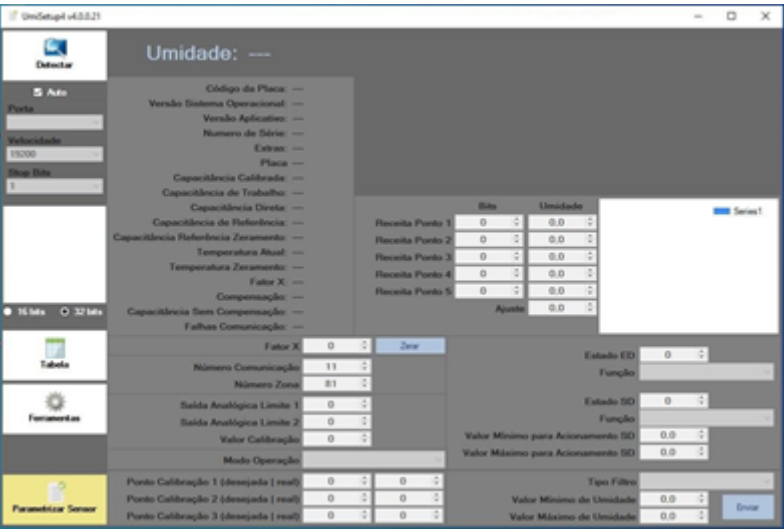 UmiSetup4 v4.0.0.21
Detectar
Auto
Porta
Velocidade
19200
Stop Bits
1
16 bits 32 bits
Tabela
Ferramentas
Parametrizar Sensor
Umidade: ---
Código da Placa: ---
Versão Sistema Operacional: ---
Versão Aplicativo: ---
Numero de Série: ---
Extras: ---
Placa ---
Capacitância Calibrada: ---
Capacitância de Trabalho: ---
Capacitância Direta: ---
Capacitância de Referência: ---
Capacitância Referência Zeramento: ---
Temperatura Atual: ---
Temperatura Zeramento: ---
Fator X: ---
Compensação: ---
Capacitância Sem Compensação: ---
Falhas Comunicação: ---
Bits Umidade
Receita Ponto 1 0 0,0
Receita Ponto 2 0 0,0
Receita Ponto 3 0 0,0
Receita Ponto 4 0 0,0
Receita Ponto 5 0 0,0
Ajuste 0,0
Series1
Fator X 0 Zerar
Número Comunicação 11
Número Zona 81
Saída Analógica Limite 1 0
Saída Analógica Limite 2 0
Valor Calibração 0
Modo Operação
Ponto Calibração 1 (desejada | real) 0 0
Ponto Calibração 2 (desejada | real) 0 0
Ponto Calibração 3 (desejada | real) 0 0
Estado ED 0
Função
Estado SD 0
Função
Valor Mínimo para Acionamento SD 0,0
Valor Máximo para Acionamento SD 0,0
Tipo Filtro
Valor Mínimo de Umidade 0,0
Valor Máximo de Umidade 0,0
Enviar